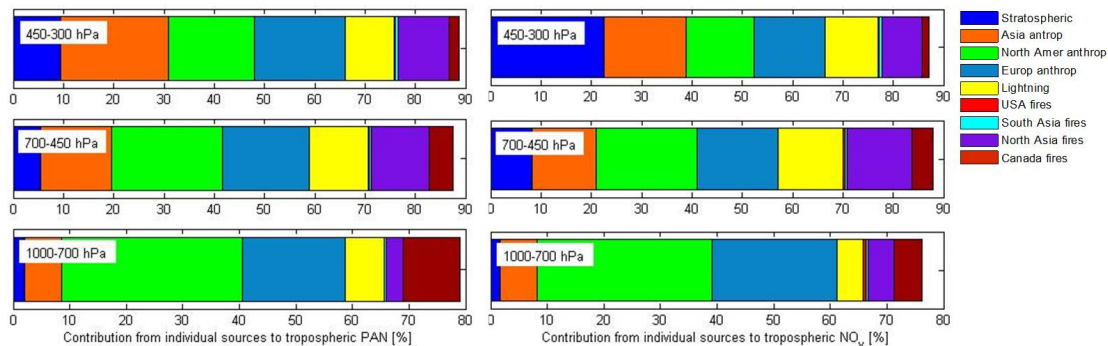 450-300 hPa
0 10 20 30 40 50 60 70 80 90
700-450 hPa
0 10 20 30 40 50 60 70 80 90
1000-700 hPa
0 10 20 30 40 50 60 70 80
Contribution from individual sources to tropospheric PAN [%]
450-300 hPa
0 10 20 30 40 50 60 70 80 90
700-450 hPa
0 10 20 30 40 50 60 70 80 90
1000-700 hPa
0 10 20 30 40 50 60 70 80
Contribution from individual sources to tropospheric NOy [%]
Stratospheric
Asia antrop
North Amer anthrop
Europ anthrop
Lightning
USA fires
South Asia fires
North Asia fires
Canada fires